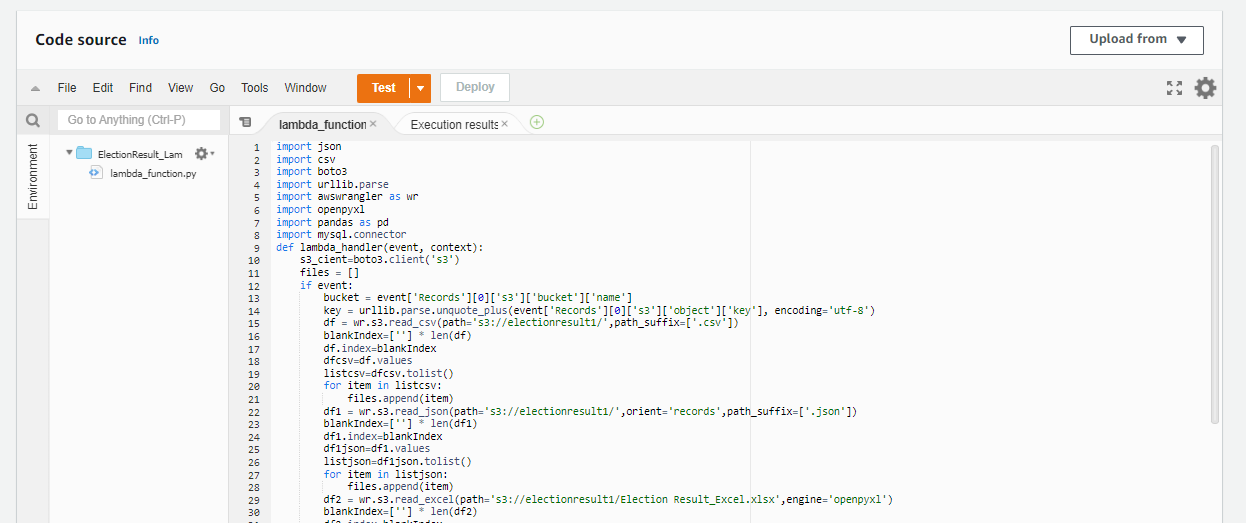 Code source Info
Upload from
File Edit Find View Go Tools Window Test Deploy
Go to Anything (Ctrl-P)
lambda_function
Execution results
Environment
ElectionResult_Lam
lambda_function.py
1 import json
2 import csv
3 import boto3
4 import urllib.parse
5 import awswrangler as wr
6 import openpyxl
7 import pandas as pd
8 import mysql.connector
9 def lambda_handler(event, context):
10 s3_cient=boto3.client('s3')
11 files = []
12 if event:
13 bucket = event['Records'][0]['s3']['bucket']['name']
14 key = urllib.parse.unquote_plus(event['Records'][0]['s3']['object']['key'], encoding='utf-8')
15 df = wr.s3.read_csv(path='s3://electionresult1/',path_suffix=['.csv'])
16 blankIndex=[''] * len(df)
17 df.index=blankIndex
18 dfcsv=df.values
19 listcsv=dfcsv.tolist()
20 for item in listcsv:
21 files.append(item)
22 df1 = wr.s3.read_json(path='s3://electionresult1/',orient='records',path_suffix=['.json'])
23 blankIndex=[''] * len(df1)
24 df1.index=blankIndex
25 df1json=df1.values
26 listjson=df1json.tolist()
27 for item in listjson:
28 files.append(item)
29 df2 = wr.s3.read_excel(path='s3://electionresult1/Election Result_Excel.xlsx',engine='openpyxl')
30 blankIndex=[''] * len(df2)